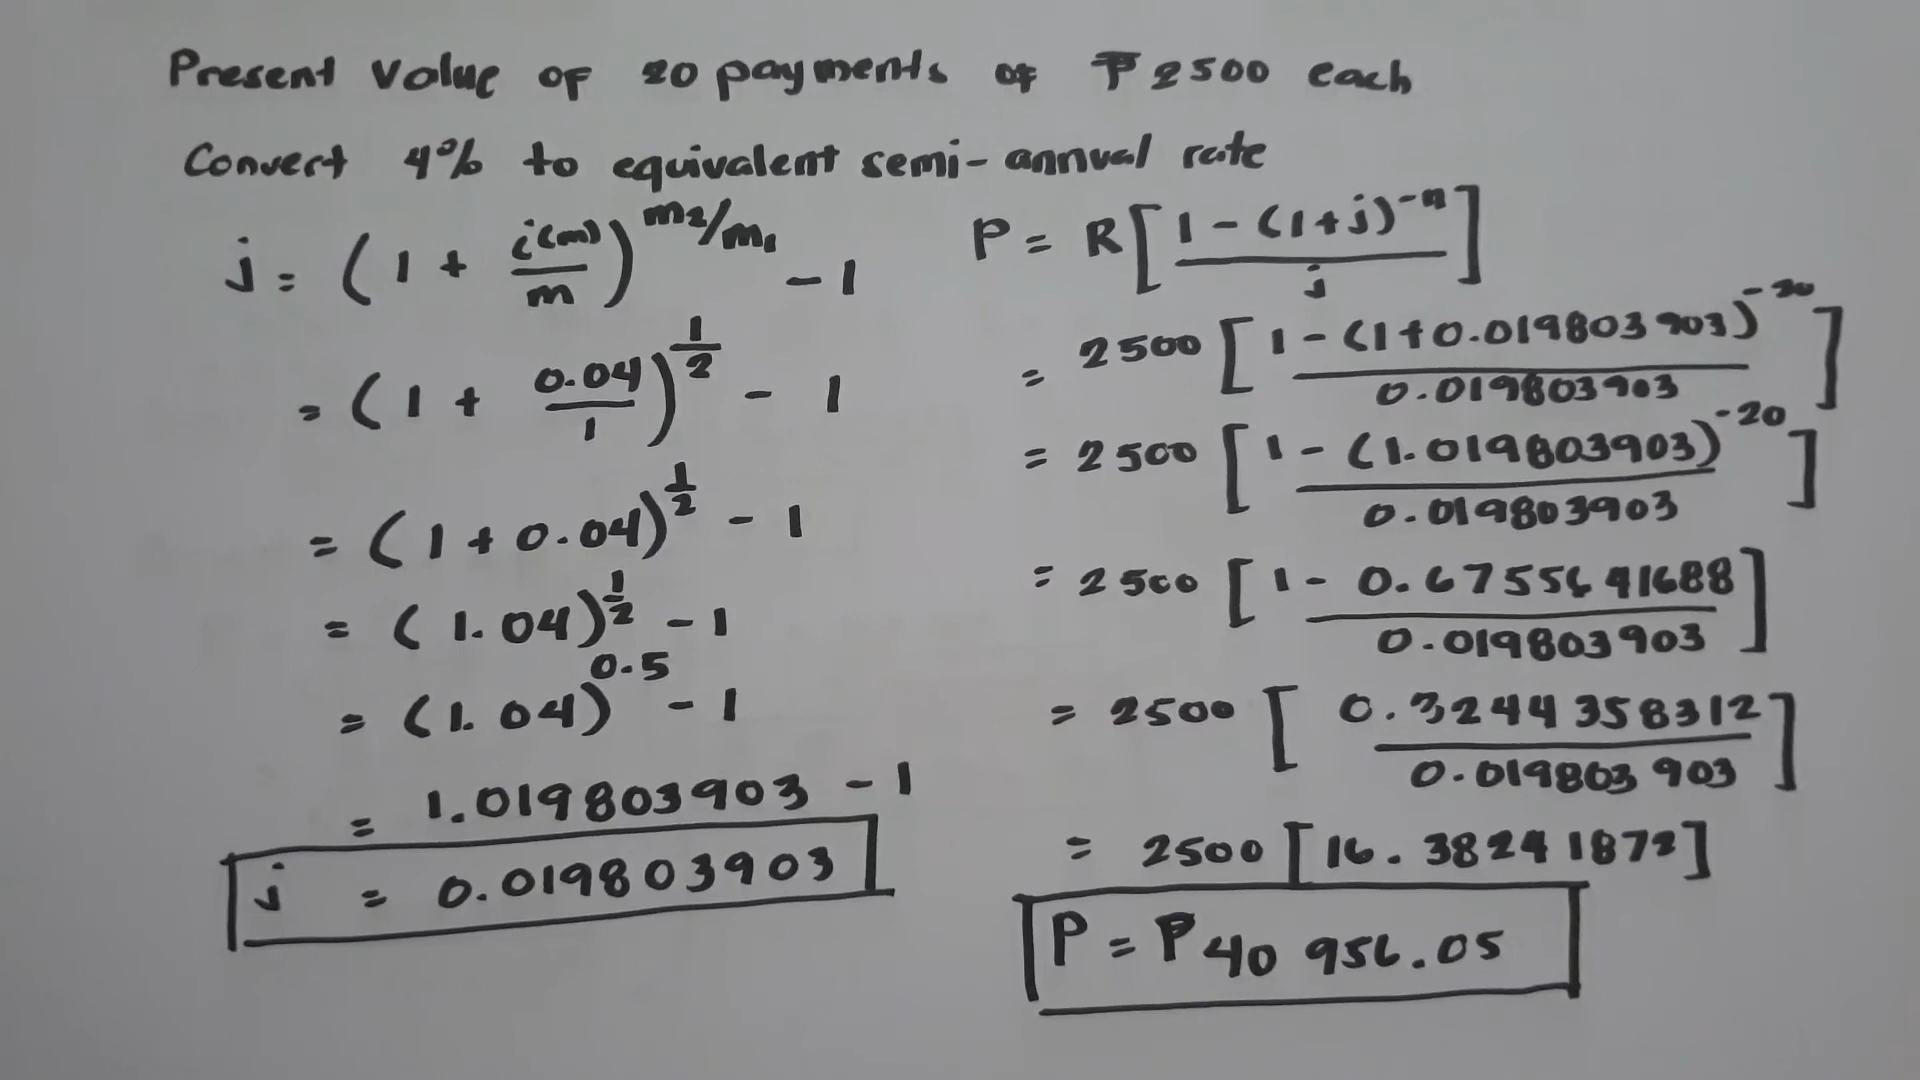 Present Value of 20 payments of ₱2500 each
Convert 4% to equivalent semi-annual rate
j = (1 + i(m)/m)^m2/m1 - 1
= (1 + 0.04/1)^1/2 - 1
= (1 + 0.04)^1/2 - 1
= (1.04)^1/2 - 1
= (1.04)^0.5 - 1
= 1.019803903 - 1
j = 0.019803903
P = R[1-(1+j)^-n / j]
= 2500 [1-(1+0.019803903)^-20 / 0.019803903]
= 2500 [1-(1.019803903)^-20 / 0.019803903]
= 2500 [1- 0.6755641688 / 0.019803903]
= 2500 [0.3244358312 / 0.019803903]
= 2500 [16.38241872]
P = ₱40 956.05